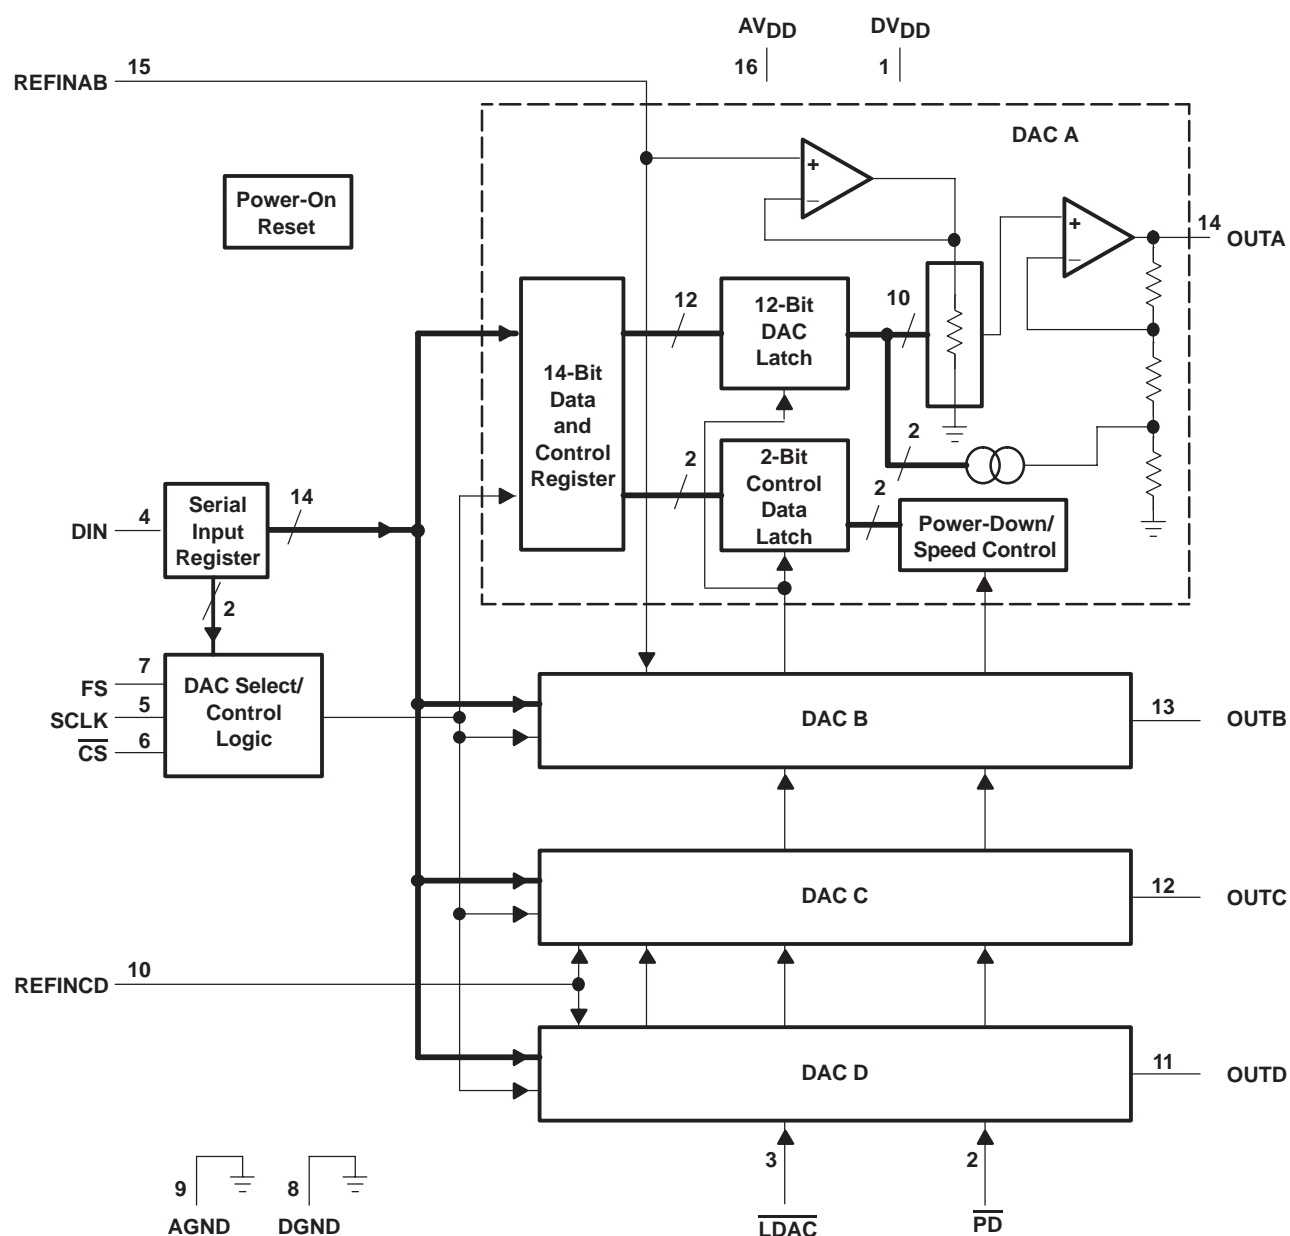 AVDD
DVDD
16
1
REFINAB
15
DAC A
Power-On
Reset
+
–
+
–
14
OUTA
12
12-Bit
DAC
Latch
10
14-Bit
Data
and
Control
Register
2
2-Bit
Control
Data
Latch
2
2
Power-Down/
Speed Control
DIN
4
Serial
Input
Register
14
2
FS
7
SCLK
5
CS
6
DAC Select/
Control
Logic
DAC B
13
OUTB
DAC C
12
OUTC
REFINCD
10
DAC D
11
OUTD
3
2
LDAC
PD
9
8
AGND
DGND